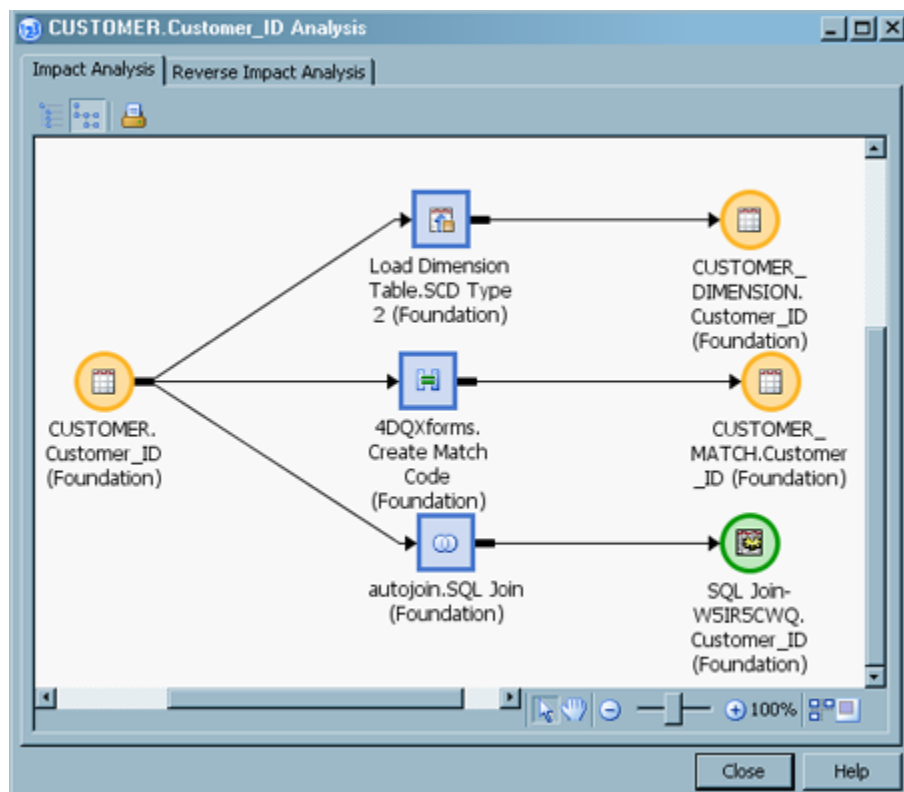 CUSTOMER.Customer_ID Analysis
Impact Analysis
Reverse Impact Analysis
Load Dimension
Table.SCD Type
2 (Foundation)
CUSTOMER_
DIMENSION.
Customer_ID
(Foundation)
CUSTOMER.
Customer_ID
(Foundation)
4DQXforms.
Create Match
Code
(Foundation)
CUSTOMER_
MATCH.Customer
_ID (Foundation)
autojoin.SQL Join
(Foundation)
SQL Join-
W5IR5CWQ.
Customer_ID
(Foundation)
100%
Close
Help